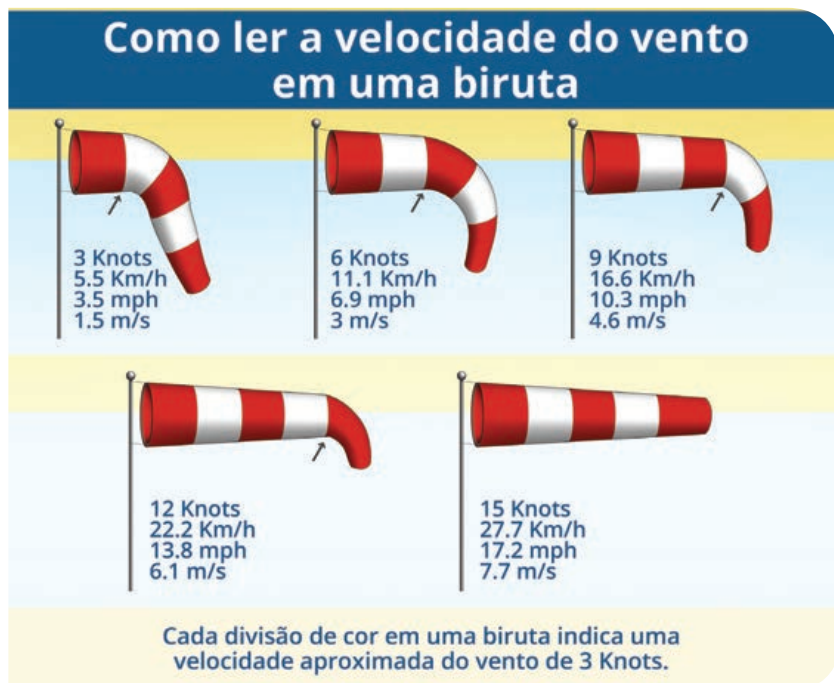 Como ler a velocidade do vento
em uma biruta
3 Knots
5.5 Km/h
3.5 mph
1.5 m/s
6 Knots
11.1 Km/h
6.9 mph
3 m/s
9 Knots
16.6 Km/h
10.3 mph
4.6 m/s
12 Knots
22.2 Km/h
13.8 mph
6.1 m/s
15 Knots
27.7 Km/h
17.2 mph
7.7 m/s
Cada divisão de cor em uma biruta indica uma
velocidade aproximada do vento de 3 Knots.